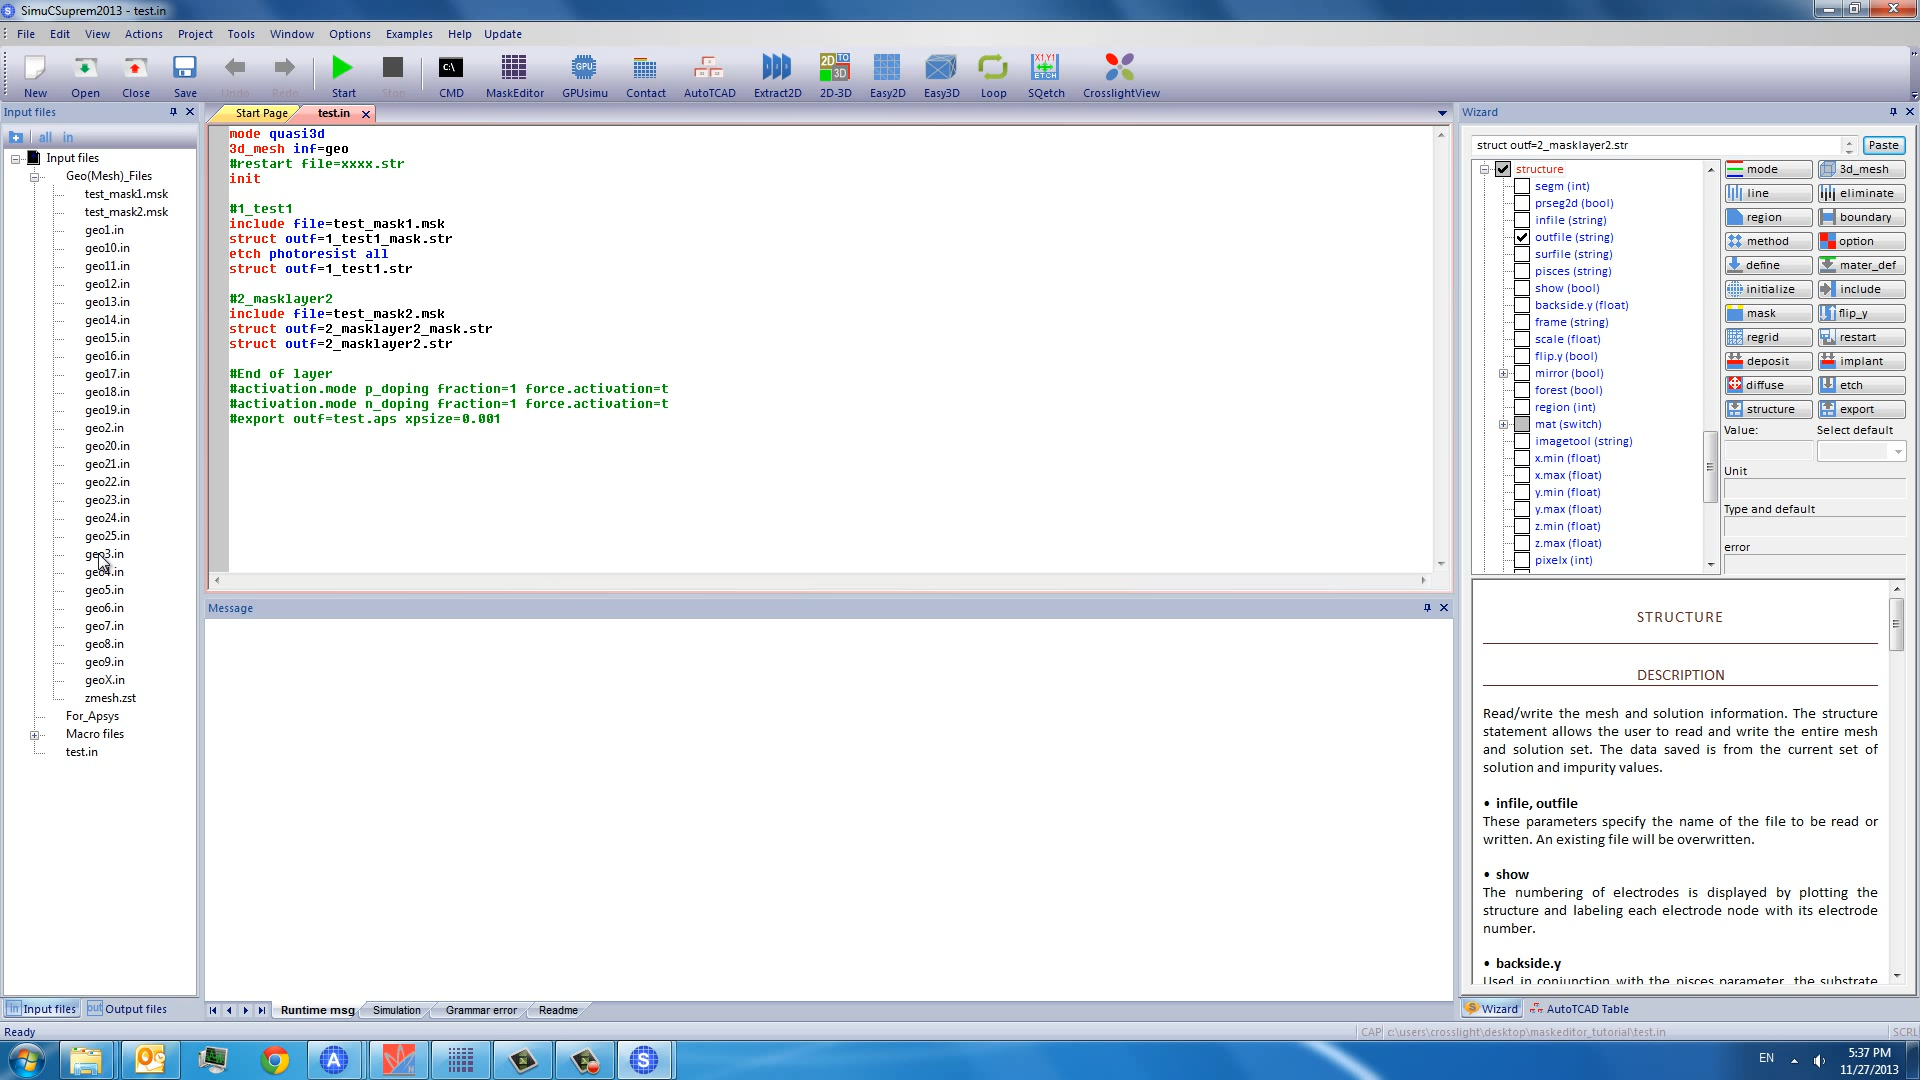 SimuCSuprem2013 - test.in
File Edit View Actions Project Tools Window Options Examples Help Update
New Open Close Save Undo Redo Start Stop CMD MaskEditor GPUsimu Contact AutoTCAD Extract2D 2D-3D Easy2D Easy3D Loop SQetch CrosslightView
Input files
all in
Input files
Geo(Mesh)_Files
test_mask1.msk
test_mask2.msk
geo1.in
geo10.in
geo11.in
geo12.in
geo13.in
geo14.in
geo15.in
geo16.in
geo17.in
geo18.in
geo19.in
geo2.in
geo20.in
geo21.in
geo22.in
geo23.in
geo24.in
geo25.in
geo3.in
geo4.in
geo5.in
geo6.in
geo7.in
geo8.in
geo9.in
geoX.in
zmesh.zst
For_Apsys
Macro files
test.in
Input files Output files
Start Page test.in
mode quasi3d
3d_mesh inf=geo
#restart file=xxxx.str
init
#1_test1
include file=test_mask1.msk
struct outf=1_test1_mask.str
etch photoresist all
struct outf=1_test1.str
#2_masklayer2
include file=test_mask2.msk
struct outf=2_masklayer2_mask.str
struct outf=2_masklayer2.str
#End of layer
#activation.mode p_doping fraction=1 force.activation=t
#activation.mode n_doping fraction=1 force.activation=t
#export outf=test.aps xpsize=0.001
Message
Runtime msg Simulation Grammar error Readme
Wizard
struct outf=2_masklayer2.str
Paste
structure
segm (int)
prseg2d (bool)
infile (string)
outfile (string)
surfile (string)
pisces (string)
show (bool)
backside.y (float)
frame (string)
scale (float)
flip.y (bool)
mirror (bool)
forest (bool)
region (int)
mat (switch)
imagetool (string)
x.min (float)
x.max (float)
y.min (float)
y.max (float)
z.min (float)
z.max (float)
pixelx (int)
mode 3d_mesh
line eliminate
region boundary
method option
define mater_def
initialize include
mask flip_y
regrid restart
deposit implant
diffuse etch
structure export
Value: Select default
Unit
Type and default
error
STRUCTURE
DESCRIPTION
Read/write the mesh and solution information. The structure
statement allows the user to read and write the entire mesh
and solution set. The data saved is from the current set of
solution and impurity values.
• infile, outfile
These parameters specify the name of the file to be read or
written. An existing file will be overwritten.
• show
The numbering of electrodes is displayed by plotting the
structure and labeling each electrode node with its electrode
number.
• backside.y
Used in conjunction with the pisces parameter, the substrate
Wizard AutoTCAD Table
Ready
CAP c:\users\crosslight\desktop\maskeditor_tutorial\test.in SCRL
EN
5:37 PM
11/27/2013